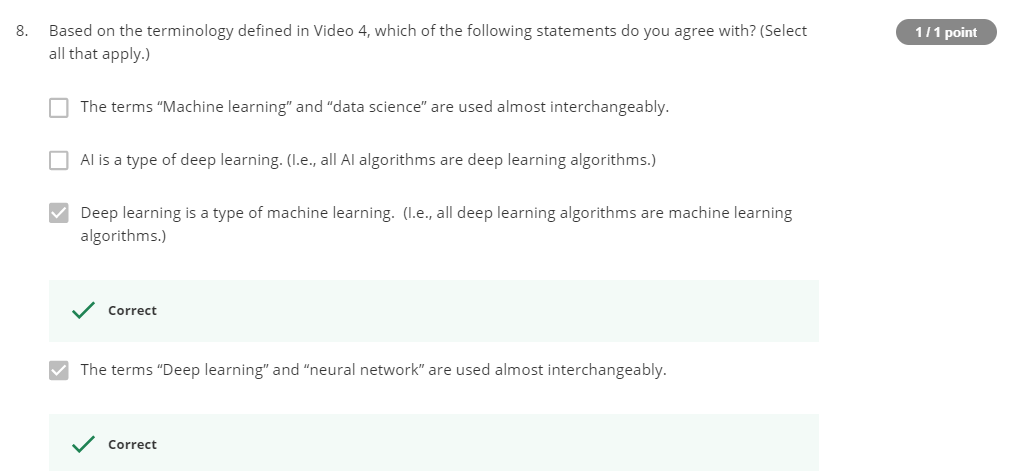 8. Based on the terminology defined in Video 4, which of the following statements do you agree with? (Select
all that apply.)
1 / 1 point
The terms “Machine learning” and “data science” are used almost interchangeably.
AI is a type of deep learning. (I.e., all AI algorithms are deep learning algorithms.)
Deep learning is a type of machine learning. (I.e., all deep learning algorithms are machine learning
algorithms.)
Correct
The terms “Deep learning” and “neural network” are used almost interchangeably.
Correct